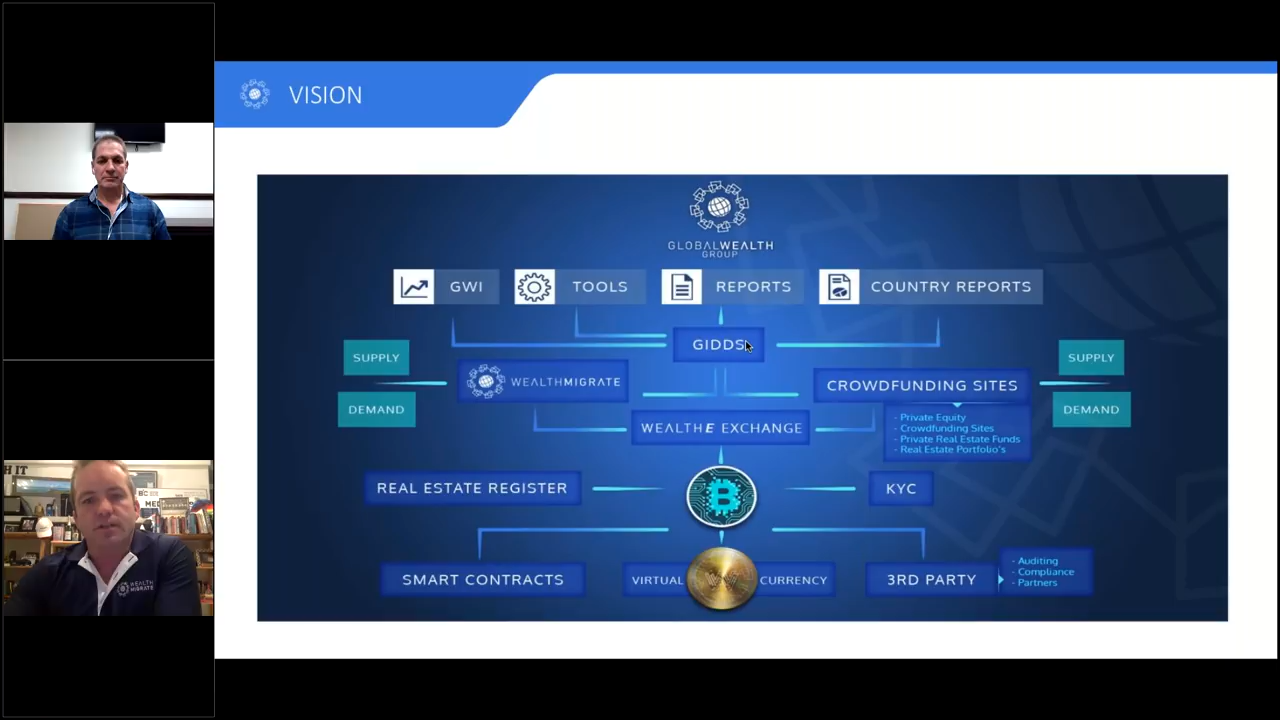 VISION
GLOBALWEALTH
GROUP
GWI
TOOLS
REPORTS
COUNTRY REPORTS
GIDDS
SUPPLY
DEMAND
WEALTHMIGRATE
CROWDFUNDING SITES
- Private Equity
- Crowdfunding Sites
- Private Real Estate Funds
- Real Estate Portfolio's
SUPPLY
DEMAND
WEALTHE EXCHANGE
REAL ESTATE REGISTER
KYC
SMART CONTRACTS
VIRTUAL
CURRENCY
3RD PARTY
- Auditing
- Compliance
- Partners
WEALTH
MIGRATE